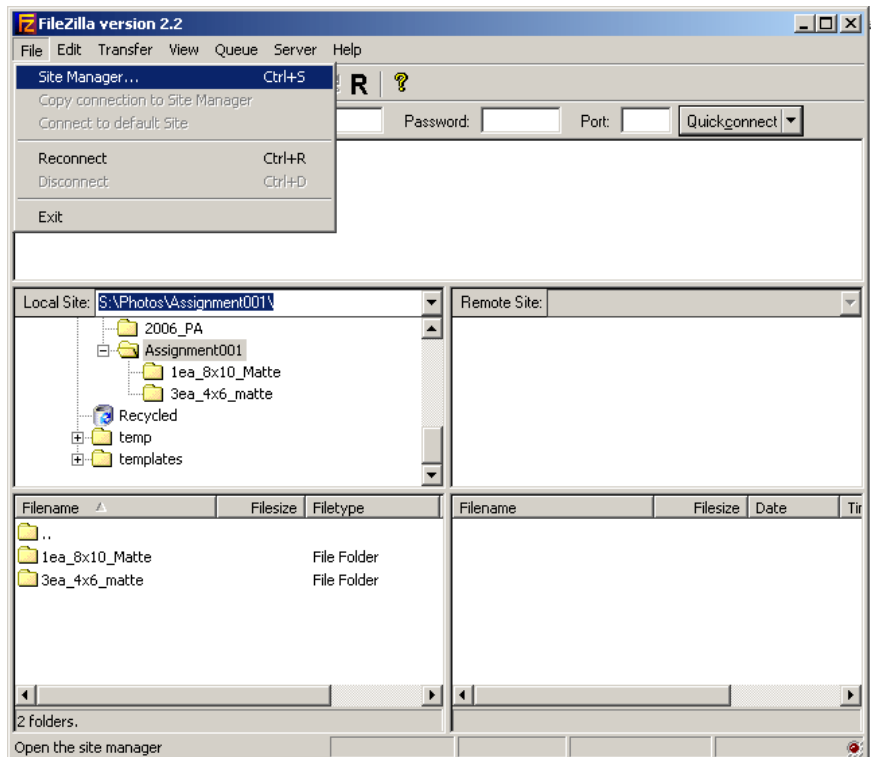 FileZilla version 2.2
File Edit Transfer View Queue Server Help
Site Manager... Ctrl+S
Copy connection to Site Manager
Connect to default Site
Reconnect Ctrl+R
Disconnect Ctrl+D
Exit
R ?
Password: Port: Quickconnect
Local Site: S:\Photos\Assignment001\
Remote Site:
2006_PA
Assignment001
1ea_8x10_Matte
3ea_4x6_matte
Recycled
temp
templates
Filename Filesize Filetype
Filename Filesize Date Tir
..
1ea_8x10_Matte File Folder
3ea_4x6_matte File Folder
2 folders.
Open the site manager